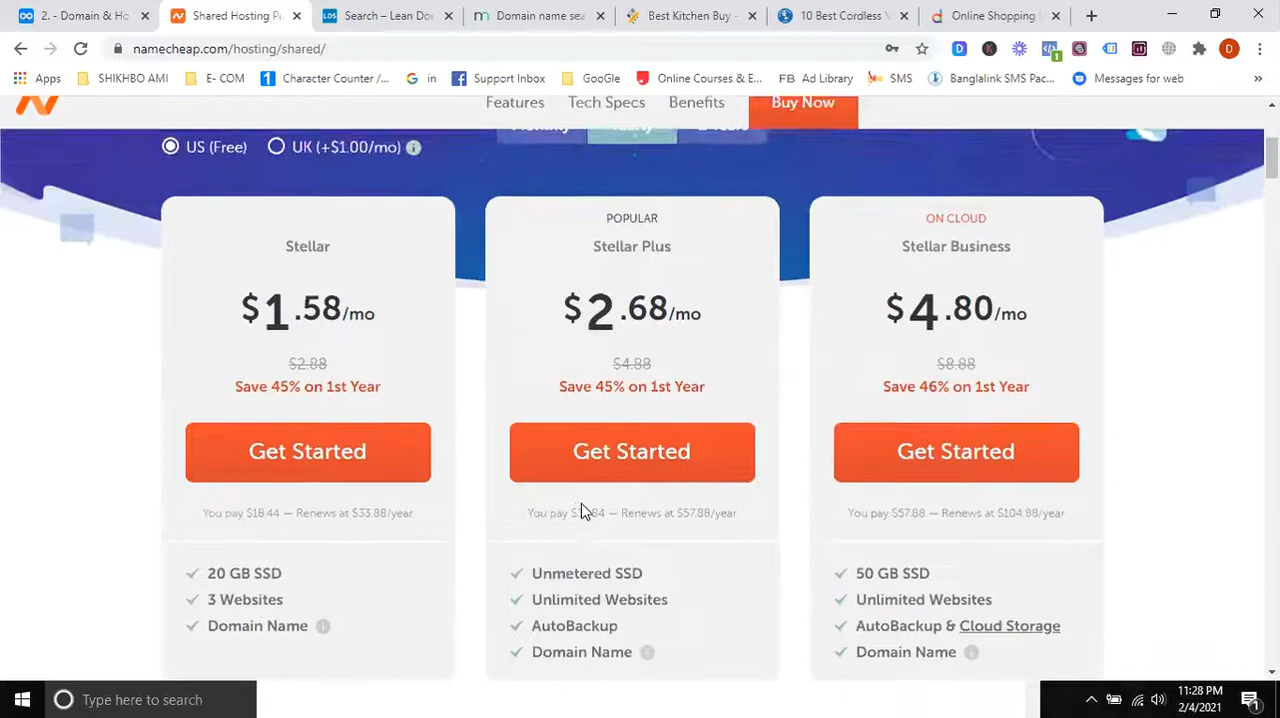 2. - Domain & Ho
Shared Hosting P
Search – Lean Do
Domain name sea
Best Kitchen Buy -
10 Best Cordless V
Online Shopping f
namecheap.com/hosting/shared/
Apps
SHIKHBO AMI
E- COM
Character Counter /...
in
Support Inbox
GooGle
Online Courses & E...
FB Ad Library
SMS
Banglalink SMS Pac...
Messages for web
»
Features
Tech Specs
Benefits
Buy Now
US (Free)
UK (+$1.00/mo)
Stellar
$1.58/mo
$2.88
Save 45% on 1st Year
Get Started
You pay $18.44 — Renews at $33.88/year
20 GB SSD
3 Websites
Domain Name
POPULAR
Stellar Plus
$2.68/mo
$4.88
Save 45% on 1st Year
Get Started
You pay — Renews at $57.88/year
Unmetered SSD
Unlimited Websites
AutoBackup
Domain Name
ON CLOUD
Stellar Business
$4.80/mo
$8.88
Save 46% on 1st Year
Get Started
You pay $57.88 — Renews at $104.88/year
50 GB SSD
Unlimited Websites
AutoBackup & Cloud Storage
Domain Name
Type here to search
11:28 PM
2/4/2021